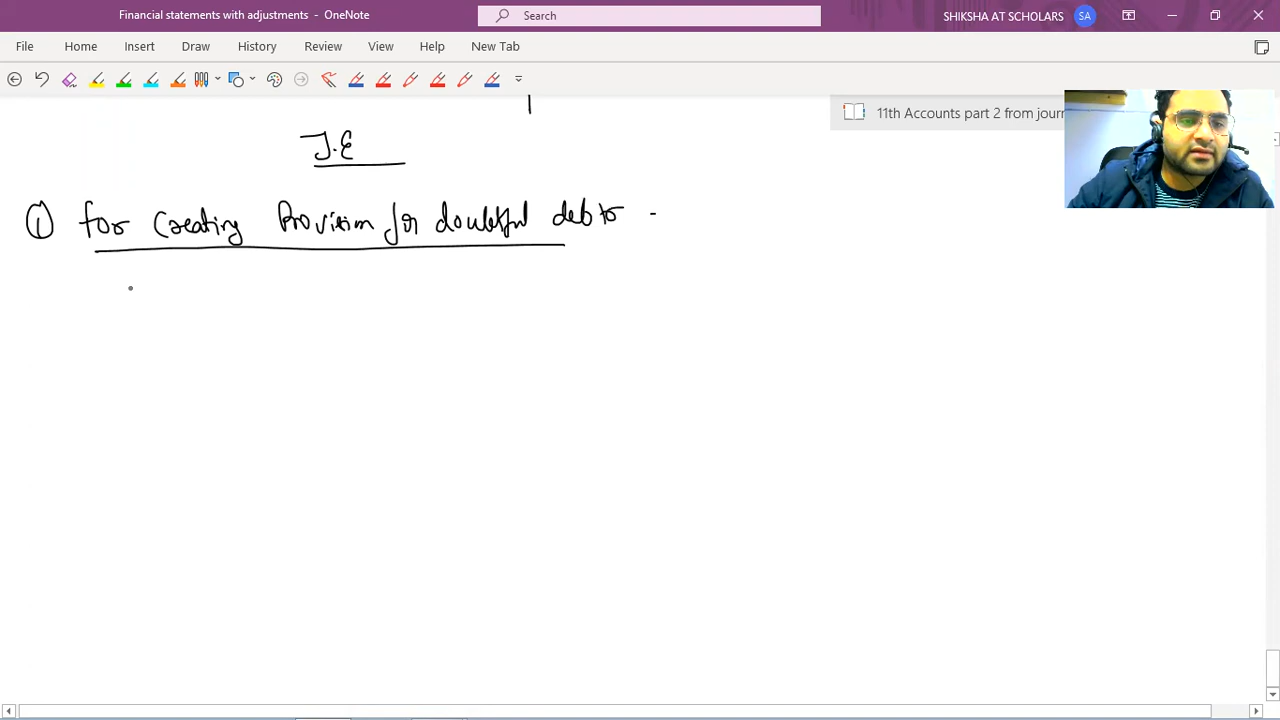 Financial statements with adjustments - OneNote
Search
SHIKSHA AT SCHOLARS SA
File Home Insert Draw History Review View Help New Tab
11th Accounts part 2 from journ
J.E
① for Creating Provision for doubtful debts -